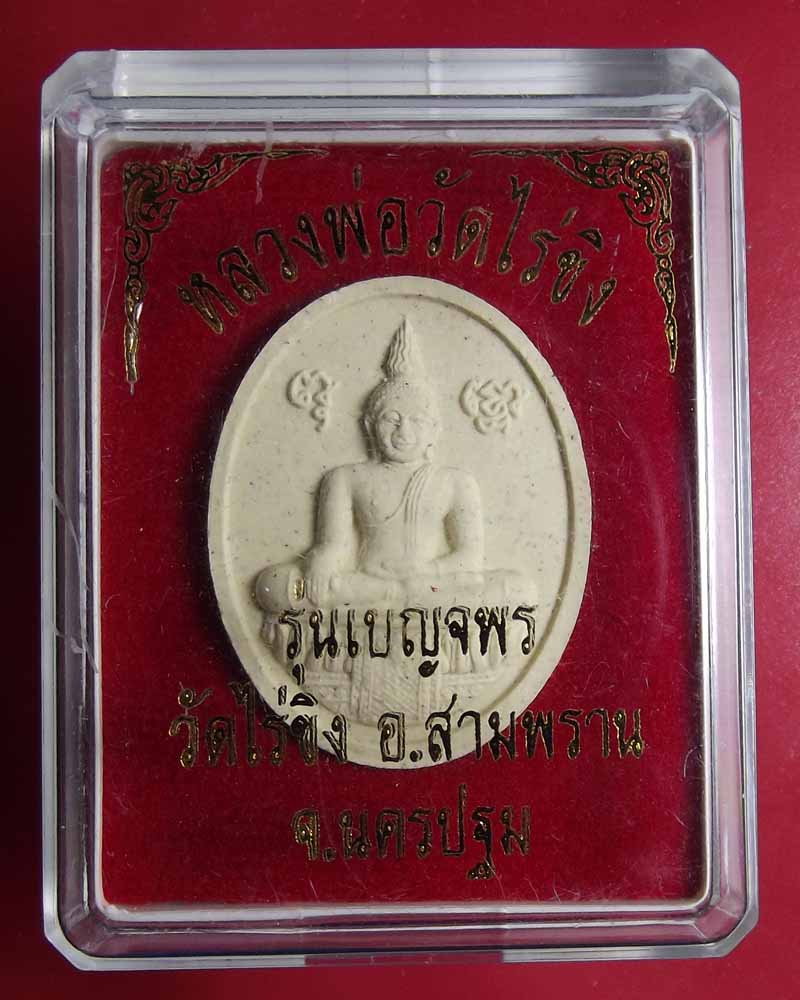 หลวงพ่อวัดไร่ขิง
รุ่นเบญจพร
วัดไร่ขิง อ.สามพราน
จ.นครปฐม